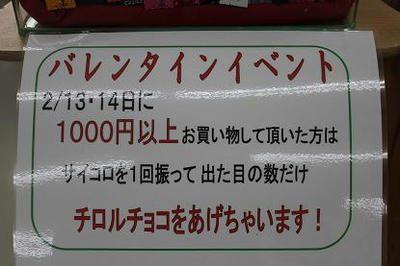 バレンタインイベント
2/13・14日に
1000円以上お買い物して頂いた方は
サイコロを1回振って出た目の数だけ
チロルチョコをあげちゃいます！